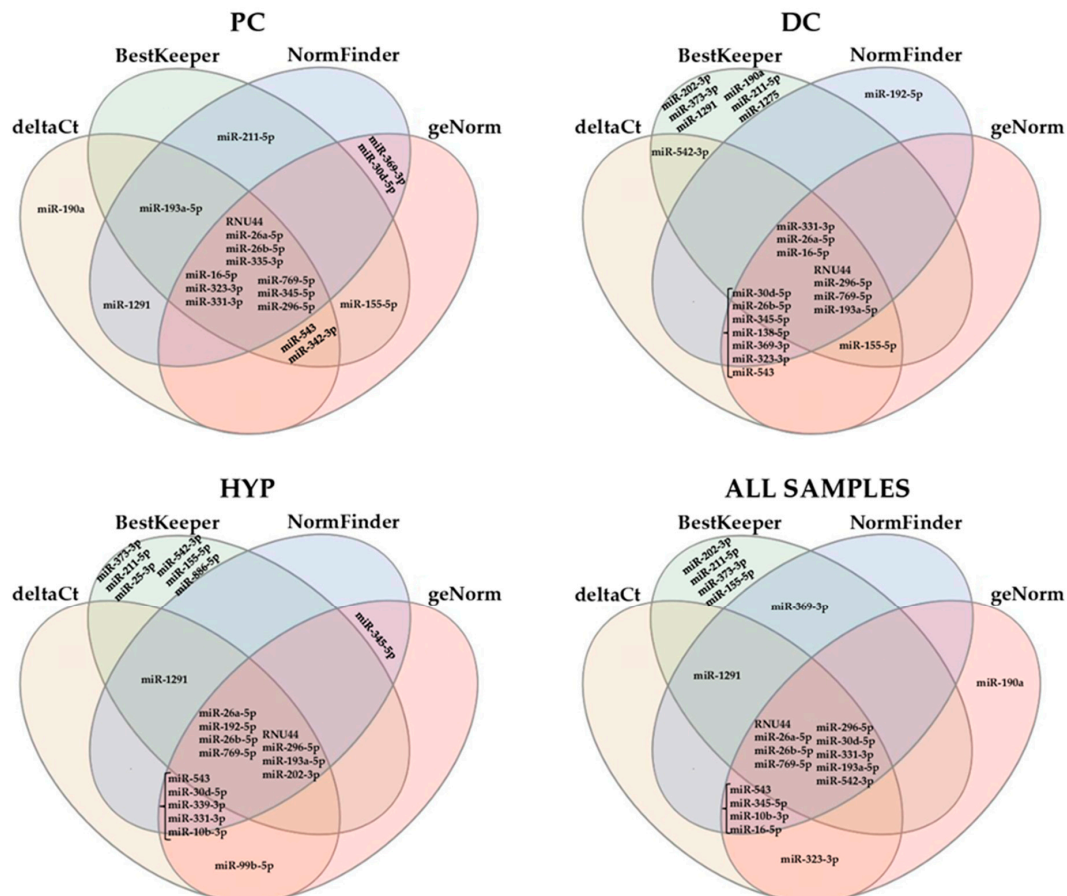 PC
BestKeeper
NormFinder
deltaCt
geNorm
miR-211-5p
miR-369-3p
miR-30d-5p
miR-190a
miR-193a-5p
RNU44
miR-26a-5p
miR-26b-5p
miR-335-3p
miR-16-5p
miR-323-3p
miR-331-3p
miR-769-5p
miR-345-5p
miR-296-5p
miR-1291
miR-155-5p
miR-543
miR-342-3p
DC
BestKeeper
NormFinder
deltaCt
geNorm
miR-202-3p
miR-373-3p
miR-1291
miR-190a
miR-211-5p
miR-1275
miR-192-5p
miR-542-3p
miR-331-3p
miR-26a-5p
miR-16-5p
RNU44
miR-296-5p
miR-769-5p
miR-193a-5p
miR-30d-5p
miR-26b-5p
miR-345-5p
miR-138-5p
miR-369-3p
miR-323-3p
miR-543
miR-155-5p
HYP
BestKeeper
NormFinder
deltaCt
geNorm
miR-373-3p
miR-211-5p
miR-25-3p
miR-542-3p
miR-155-5p
miR-886-5p
miR-345-5p
miR-1291
miR-26a-5p
miR-192-5p
miR-26b-5p
miR-769-5p
RNU44
miR-296-5p
miR-193a-5p
miR-202-3p
miR-543
miR-30d-5p
miR-339-3p
miR-331-3p
miR-10b-3p
miR-99b-5p
ALL SAMPLES
BestKeeper
NormFinder
deltaCt
geNorm
miR-202-3p
miR-211-5p
miR-373-3p
miR-155-5p
miR-369-3p
miR-1291
miR-190a
RNU44
miR-26a-5p
miR-26b-5p
miR-769-5p
miR-296-5p
miR-30d-5p
miR-331-3p
miR-193a-5p
miR-542-3p
miR-543
miR-345-5p
miR-10b-3p
miR-16-5p
miR-323-3p